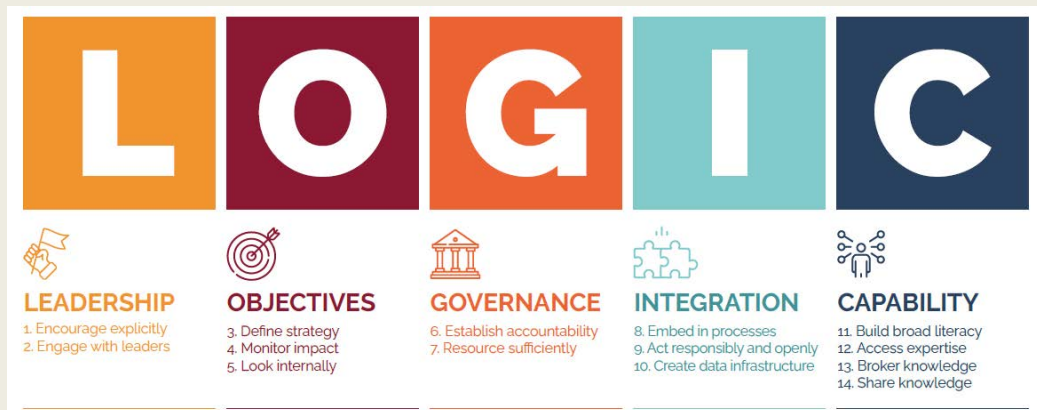 L O G I C
LEADERSHIP
1. Encourage explicitly
2. Engage with leaders
OBJECTIVES
3. Define strategy
4. Monitor impact
5. Look internally
GOVERNANCE
6. Establish accountability
7. Resource sufficiently
INTEGRATION
8. Embed in processes
9. Act responsibly and openly
10. Create data infrastructure
CAPABILITY
11. Build broad literacy
12. Access expertise
13. Broker knowledge
14. Share knowledge